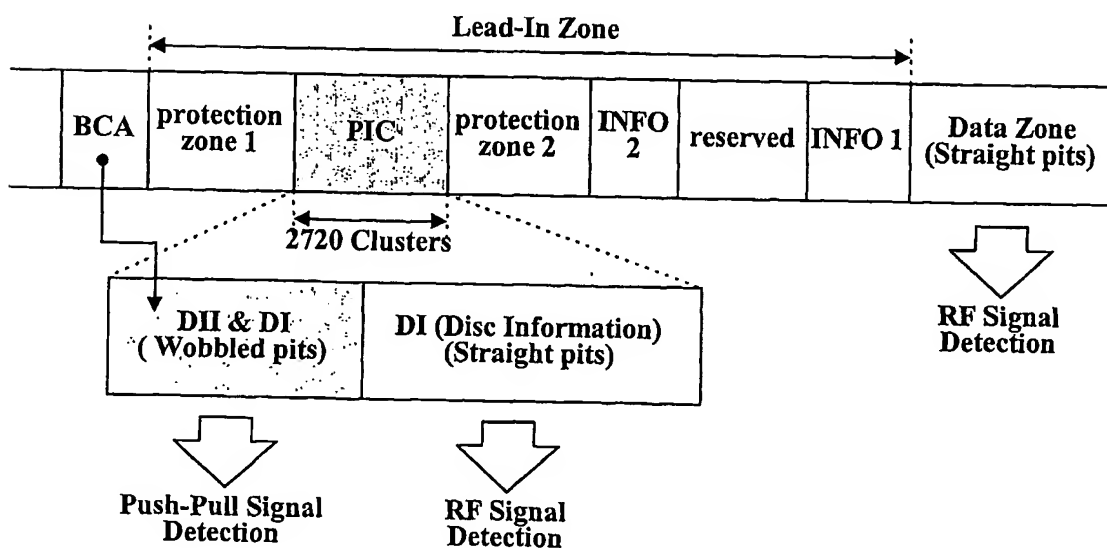 Lead-In Zone
BCA
protection
zone 1
PIC
protection
zone 2
INFO
2
reserved
INFO 1
Data Zone
(Straight pits)
2720 Clusters
DII & DI
( Wobbled pits)
DI (Disc Information)
(Straight pits)
RF Signal
Detection
Push-Pull Signal
Detection
RF Signal
Detection